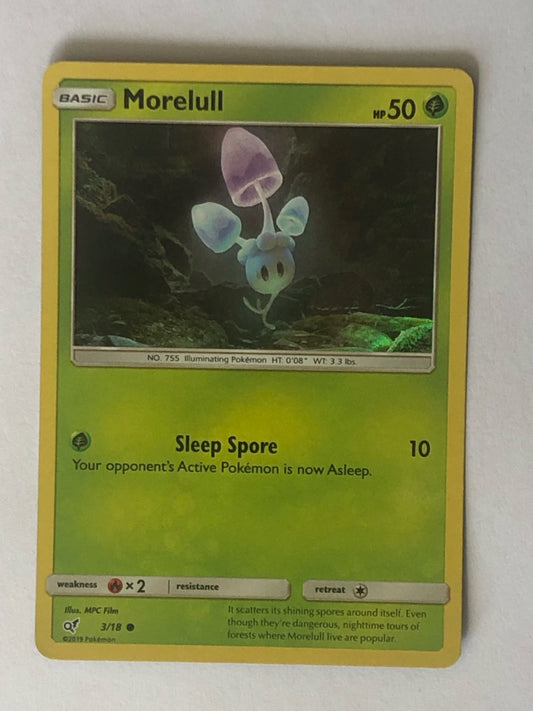 BASIC Morelull HP 50
NO. 755 Illuminating Pokémon HT: 0'08" WT: 3.3 lbs.
Sleep Spore 10
Your opponent's Active Pokémon is now Asleep.
weakness ×2 resistance retreat
Illus. MPC Film
3/18
©2019 Pokémon
It scatters its shining spores around itself. Even
though they're dangerous, nighttime tours of
forests where Morelull live are popular.